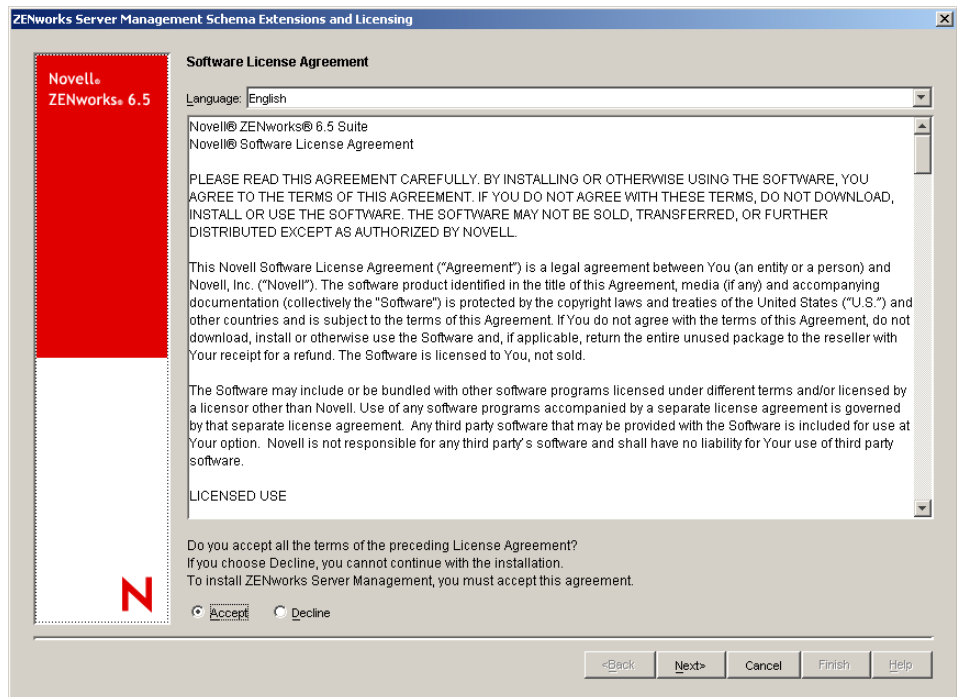 ZENworks Server Management Schema Extensions and Licensing
Novell®
ZENworks® 6.5
Software License Agreement
Language: English
Novell® ZENworks® 6.5 Suite
Novell® Software License Agreement
PLEASE READ THIS AGREEMENT CAREFULLY. BY INSTALLING OR OTHERWISE USING THE SOFTWARE, YOU
AGREE TO THE TERMS OF THIS AGREEMENT. IF YOU DO NOT AGREE WITH THESE TERMS, DO NOT DOWNLOAD,
INSTALL OR USE THE SOFTWARE. THE SOFTWARE MAY NOT BE SOLD, TRANSFERRED, OR FURTHER
DISTRIBUTED EXCEPT AS AUTHORIZED BY NOVELL.
This Novell Software License Agreement (“Agreement”) is a legal agreement between You (an entity or a person) and
Novell, Inc. (“Novell”). The software product identified in the title of this Agreement, media (if any) and accompanying
documentation (collectively the "Software") is protected by the copyright laws and treaties of the United States (“U.S.”) and
other countries and is subject to the terms of this Agreement. If You do not agree with the terms of this Agreement, do not
download, install or otherwise use the Software and, if applicable, return the entire unused package to the reseller with
Your receipt for a refund. The Software is licensed to You, not sold.
The Software may include or be bundled with other software programs licensed under different terms and/or licensed by
a licensor other than Novell. Use of any software programs accompanied by a separate license agreement is governed
by that separate license agreement.  Any third party software that may be provided with the Software is included for use at
Your option.  Novell is not responsible for any third party's software and shall have no liability for Your use of third party
software.
LICENSED USE
Do you accept all the terms of the preceding License Agreement?
If you choose Decline, you cannot continue with the installation.
To install ZENworks Server Management, you must accept this agreement.
Accept Decline
N
<Back Next> Cancel Finish Help